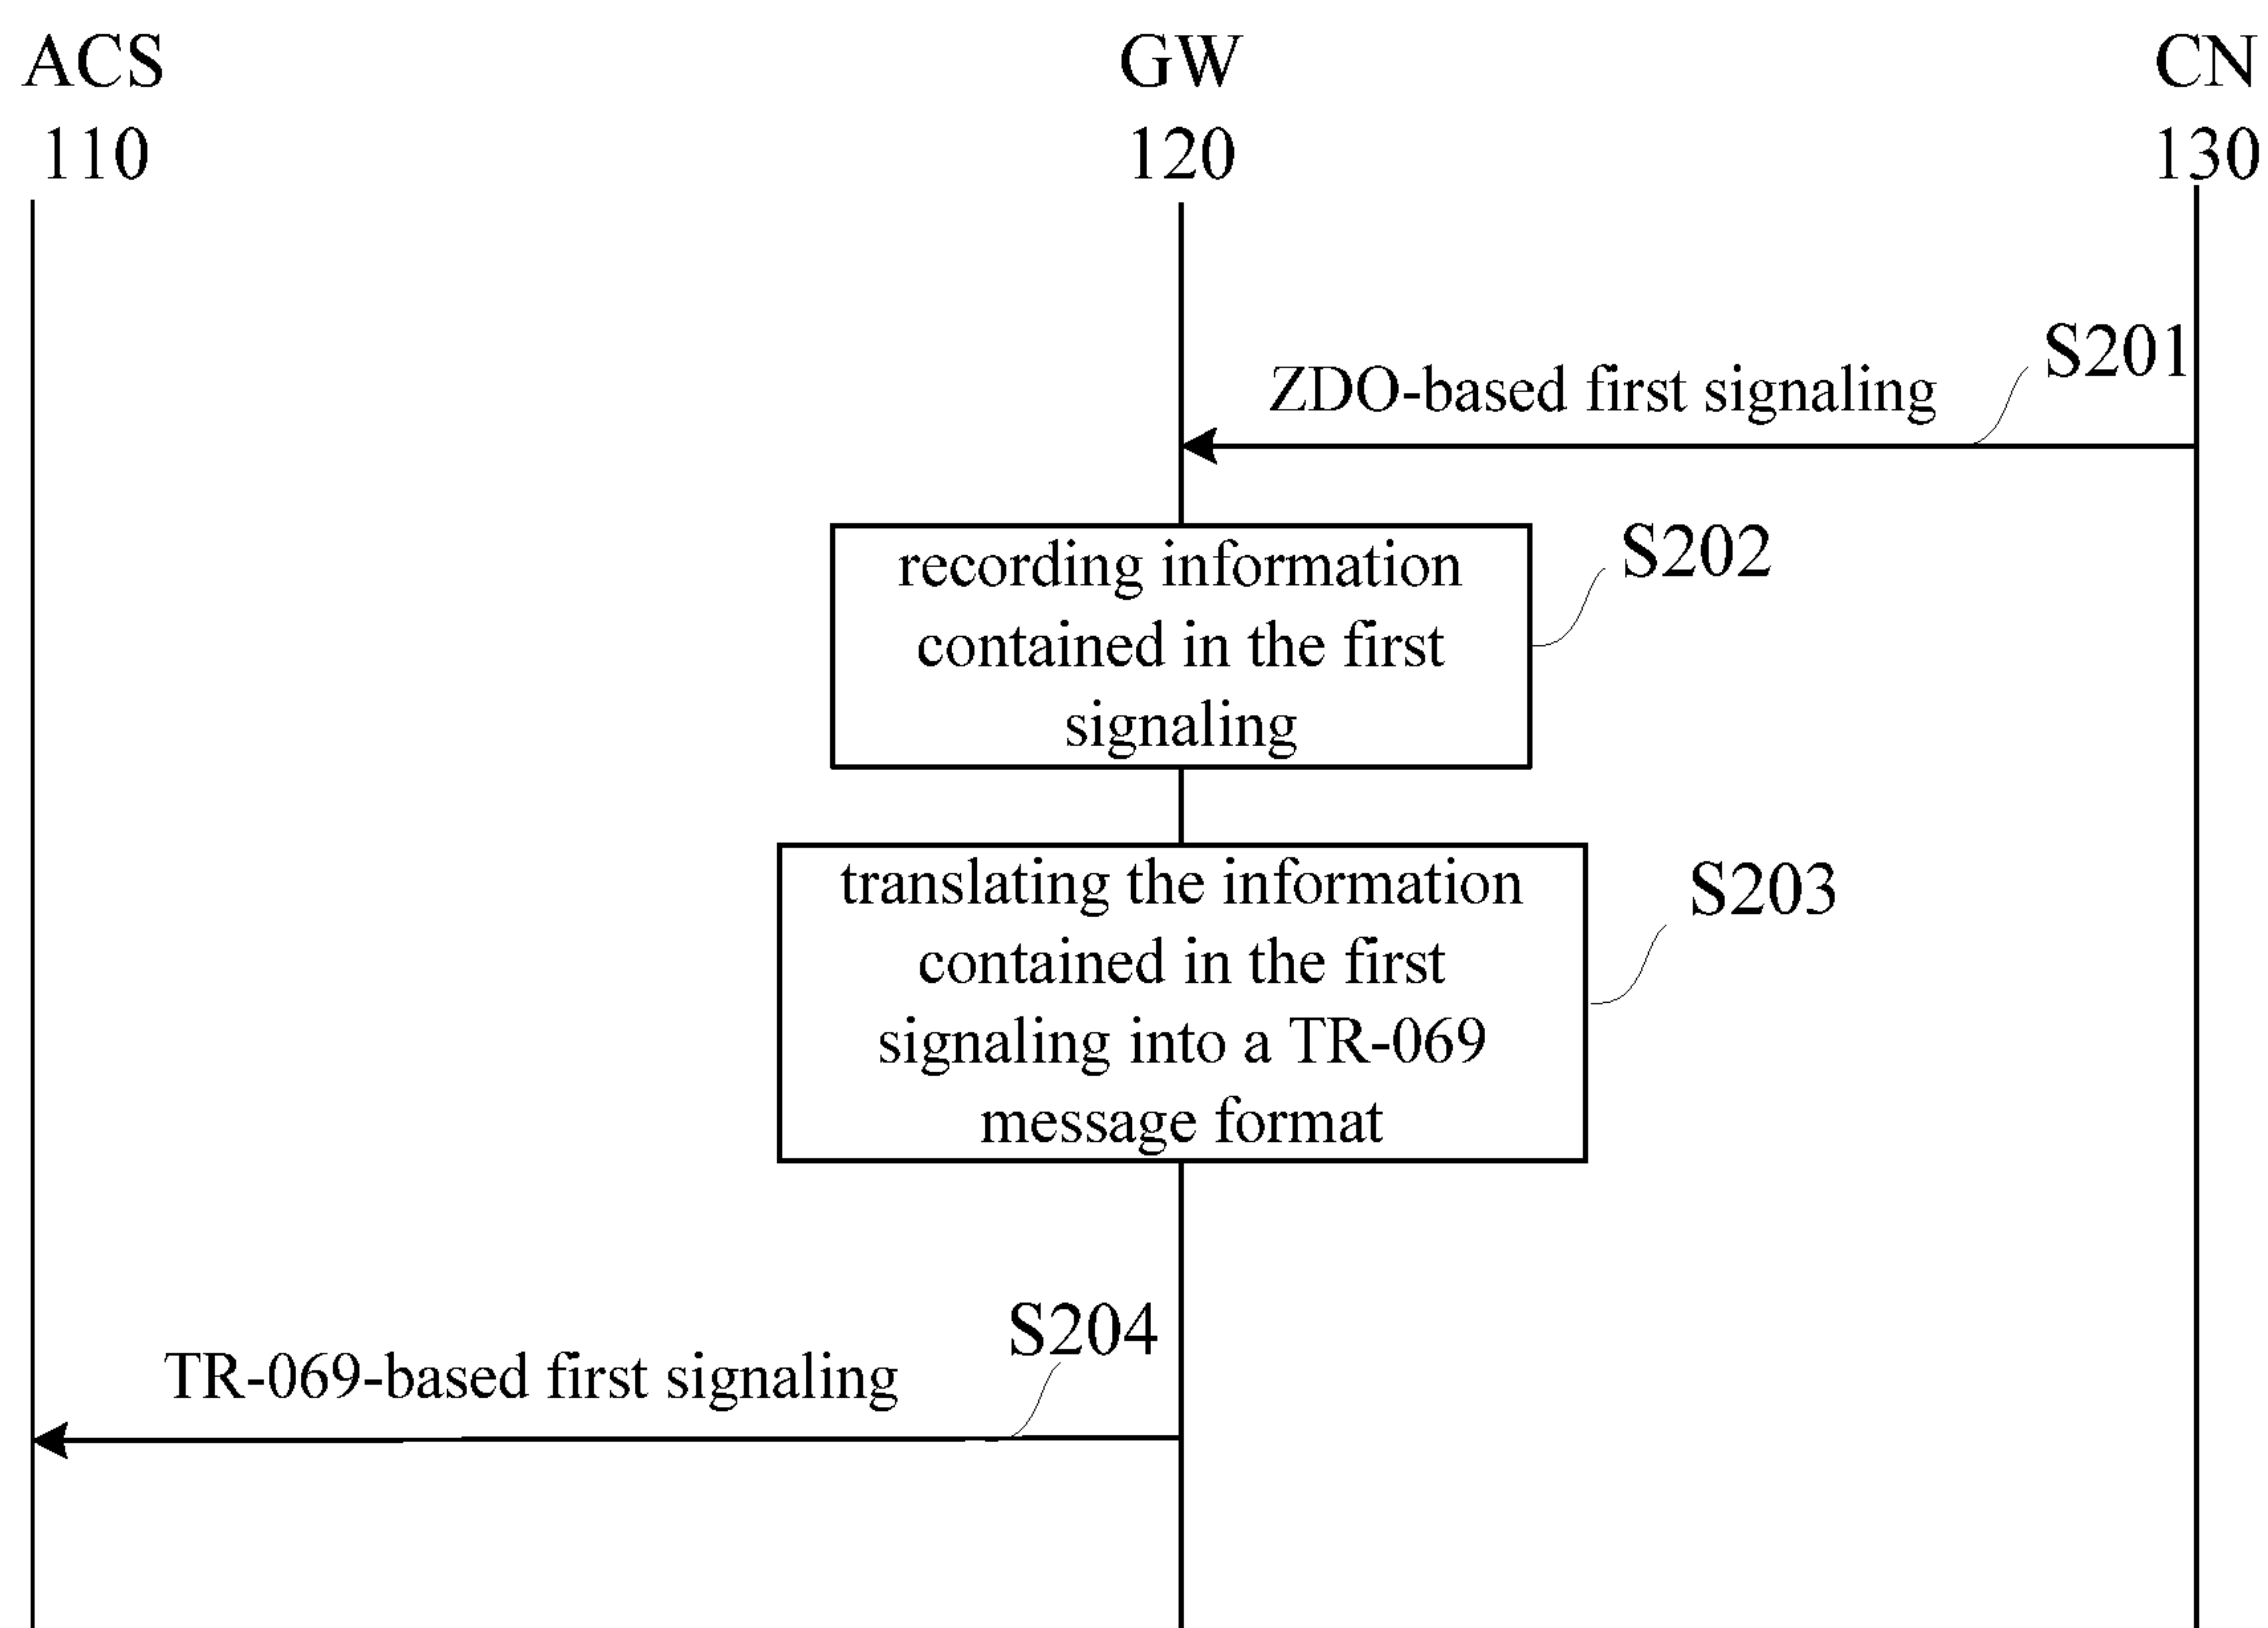 ACS
GW
CN
110
120
130
S201
ZDO-based first signaling
S202
recording information
contained in the first
signaling
S203
translating the information
contained in the first
signaling into a TR-069
message format
S204
TR-069-based first signaling